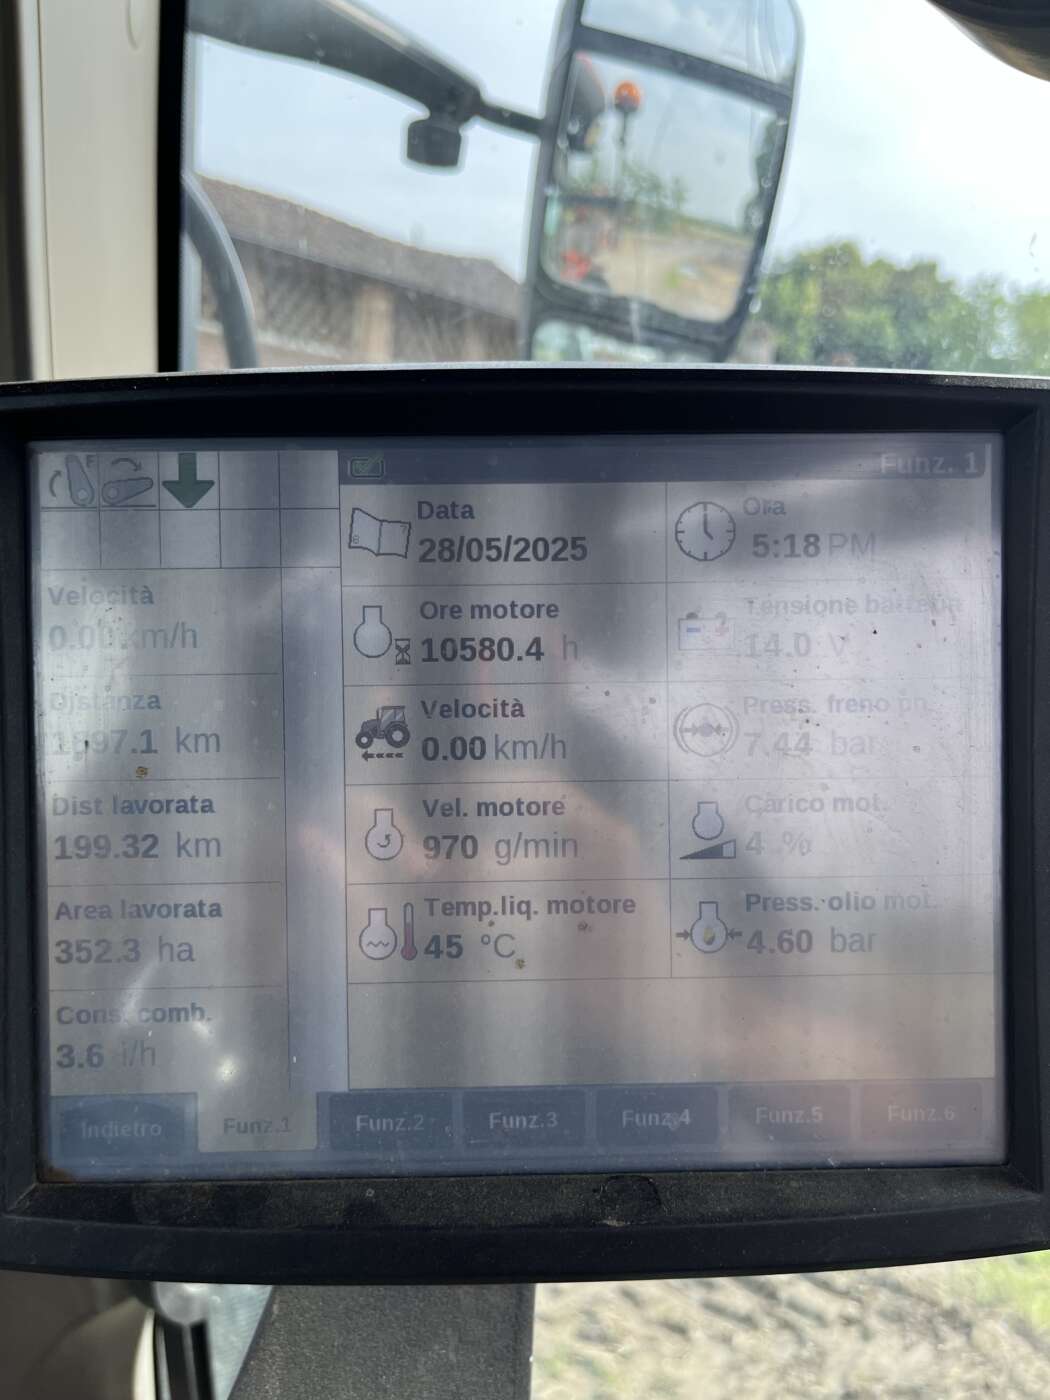 Funz. 1
Data
28/05/2025
Ora
5:18 PM
Velocità
0.00 km/h
Ore motore
10580.4 h
Tensione batteria
14.0 V
Distanza
1597.1 km
Velocità
0.00 km/h
Press. freno
7.44 bar
Dist lavorata
199.32 km
Vel. motore
970 g/min
Carico mot.
4 %
Area lavorata
352.3 ha
Temp.liq. motore
45 °C
Press. olio mot.
4.60 bar
Cons. comb.
3.6 l/h
Indietro
Funz.1
Funz.2
Funz.3
Funz.4
Funz.5
Funz.6